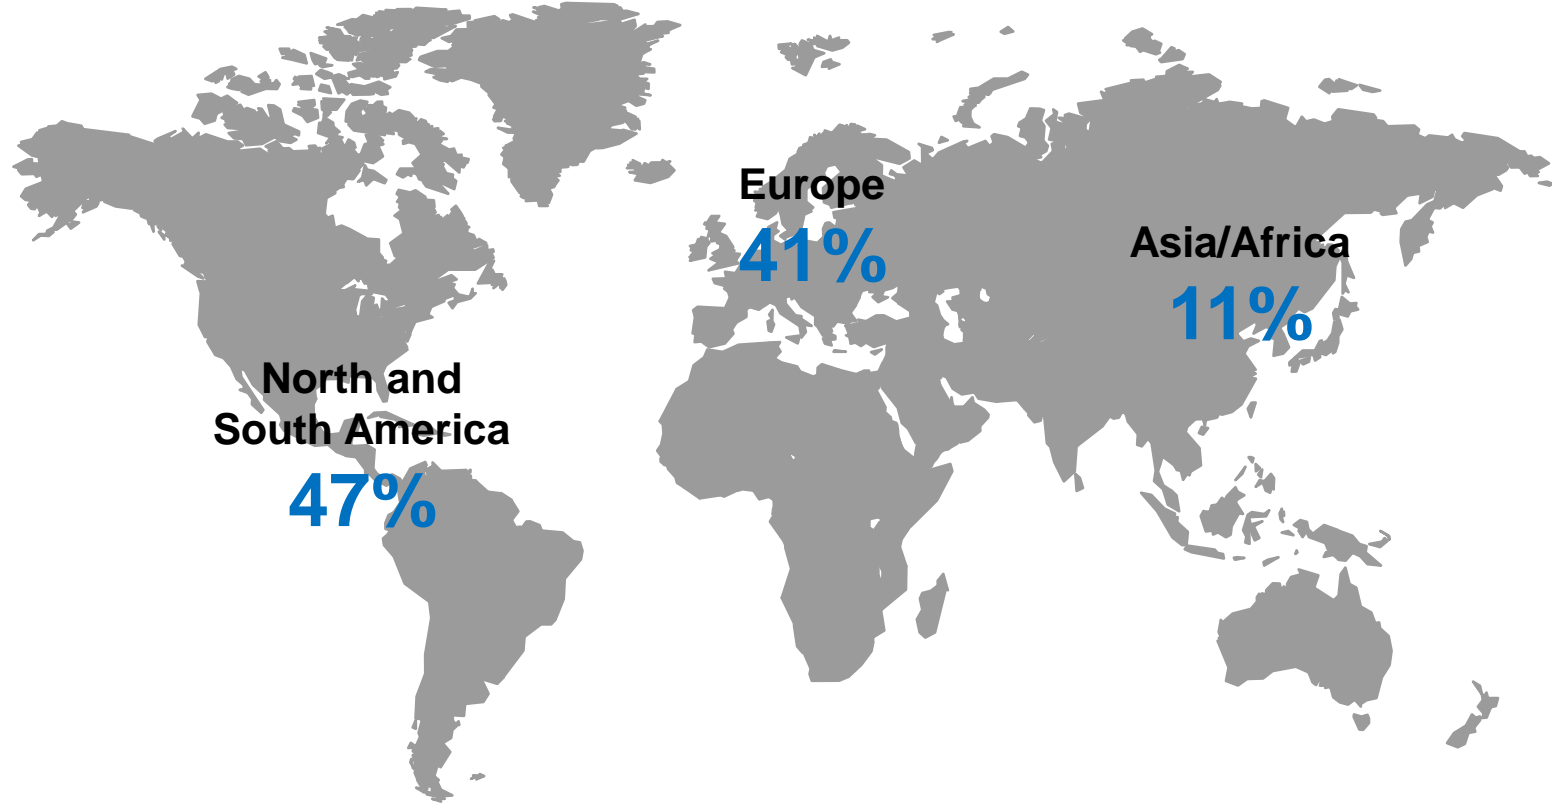 Europe
41%
Asia/Africa
11%
North and
South America
47%